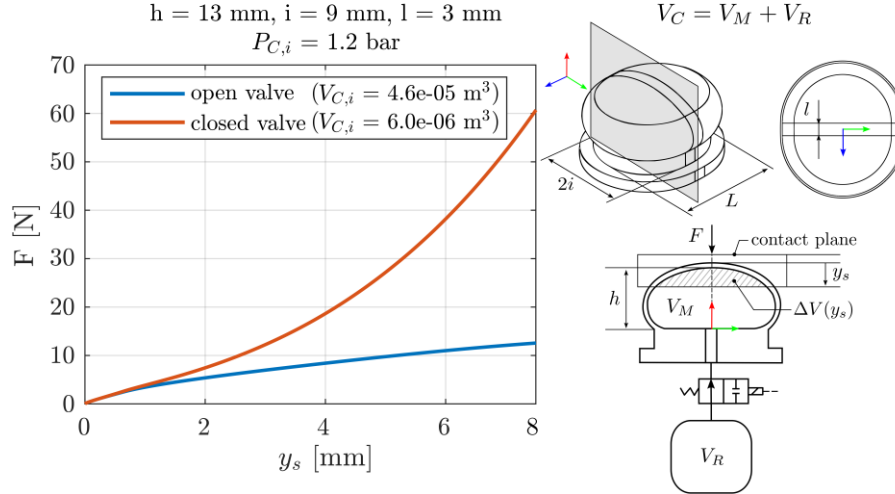 h = 13 mm, i = 9 mm, l = 3 mm
P_{C,i} = 1.2 bar
F [N]
70
60
50
40
30
20
10
0
open valve (V_{C,i} = 4.6e-05 m³)
closed valve (V_{C,i} = 6.0e-06 m³)
0 2 4 6 8
y_s [mm]
V_C = V_M + V_R
2i
L
l
F
contact plane
y_s
h
V_M
ΔV(y_s)
V_R